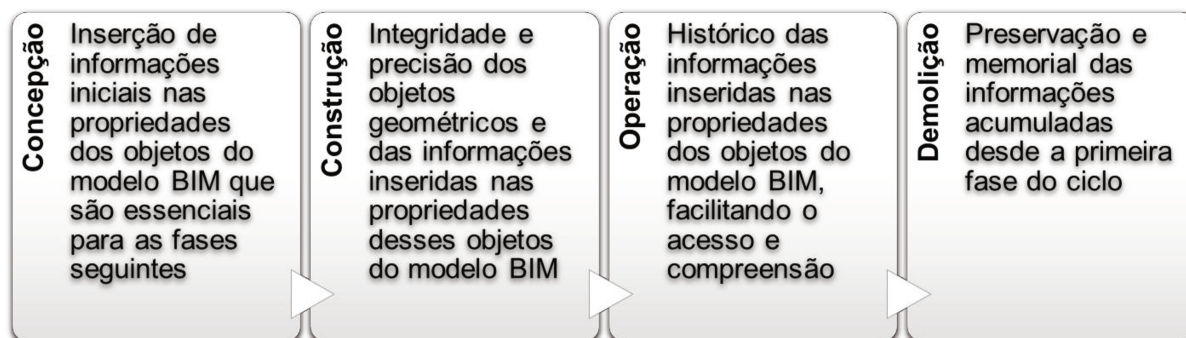 Concepção
Inserção de
informações
iniciais nas
propriedades
dos objetos do
modelo BIM que
são essenciais
para as fases
seguintes
Construção
Integridade e
precisão dos
objetos
geométricos e
das informações
inseridas nas
propriedades
desses objetos
do modelo BIM
Operação
Histórico das
informações
inseridas nas
propriedades
dos objetos do
modelo BIM,
facilitando o
acesso e
compreensão
Demolição
Preservação e
memorial das
informações
acumuladas
desde a primeira
fase do ciclo